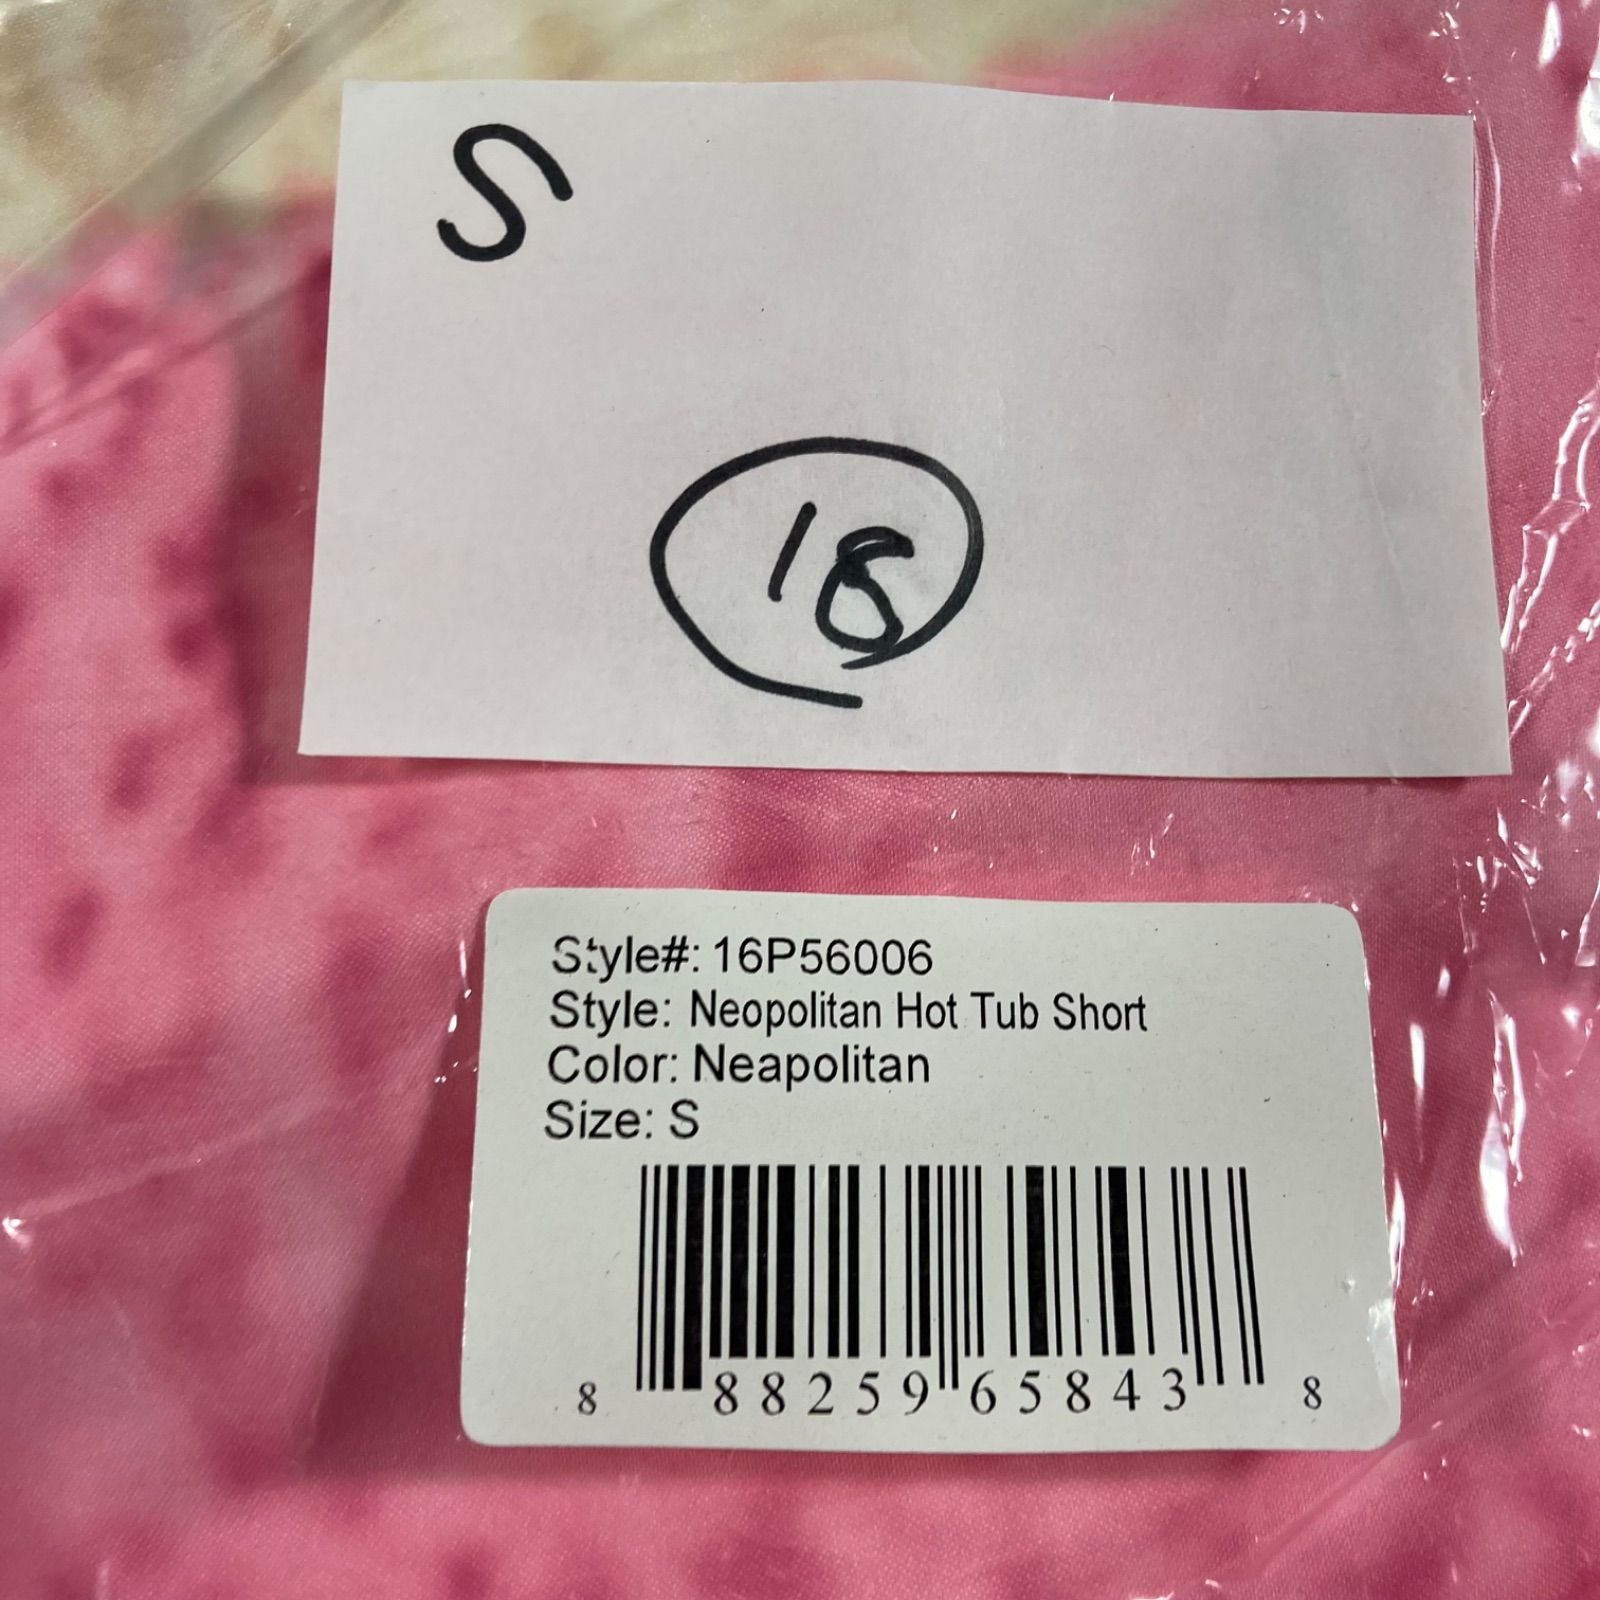 S
18
Style#: 16P56006
Style: Neopolitan Hot Tub Short
Color: Neapolitan
Size: S
8 88259 65843 8